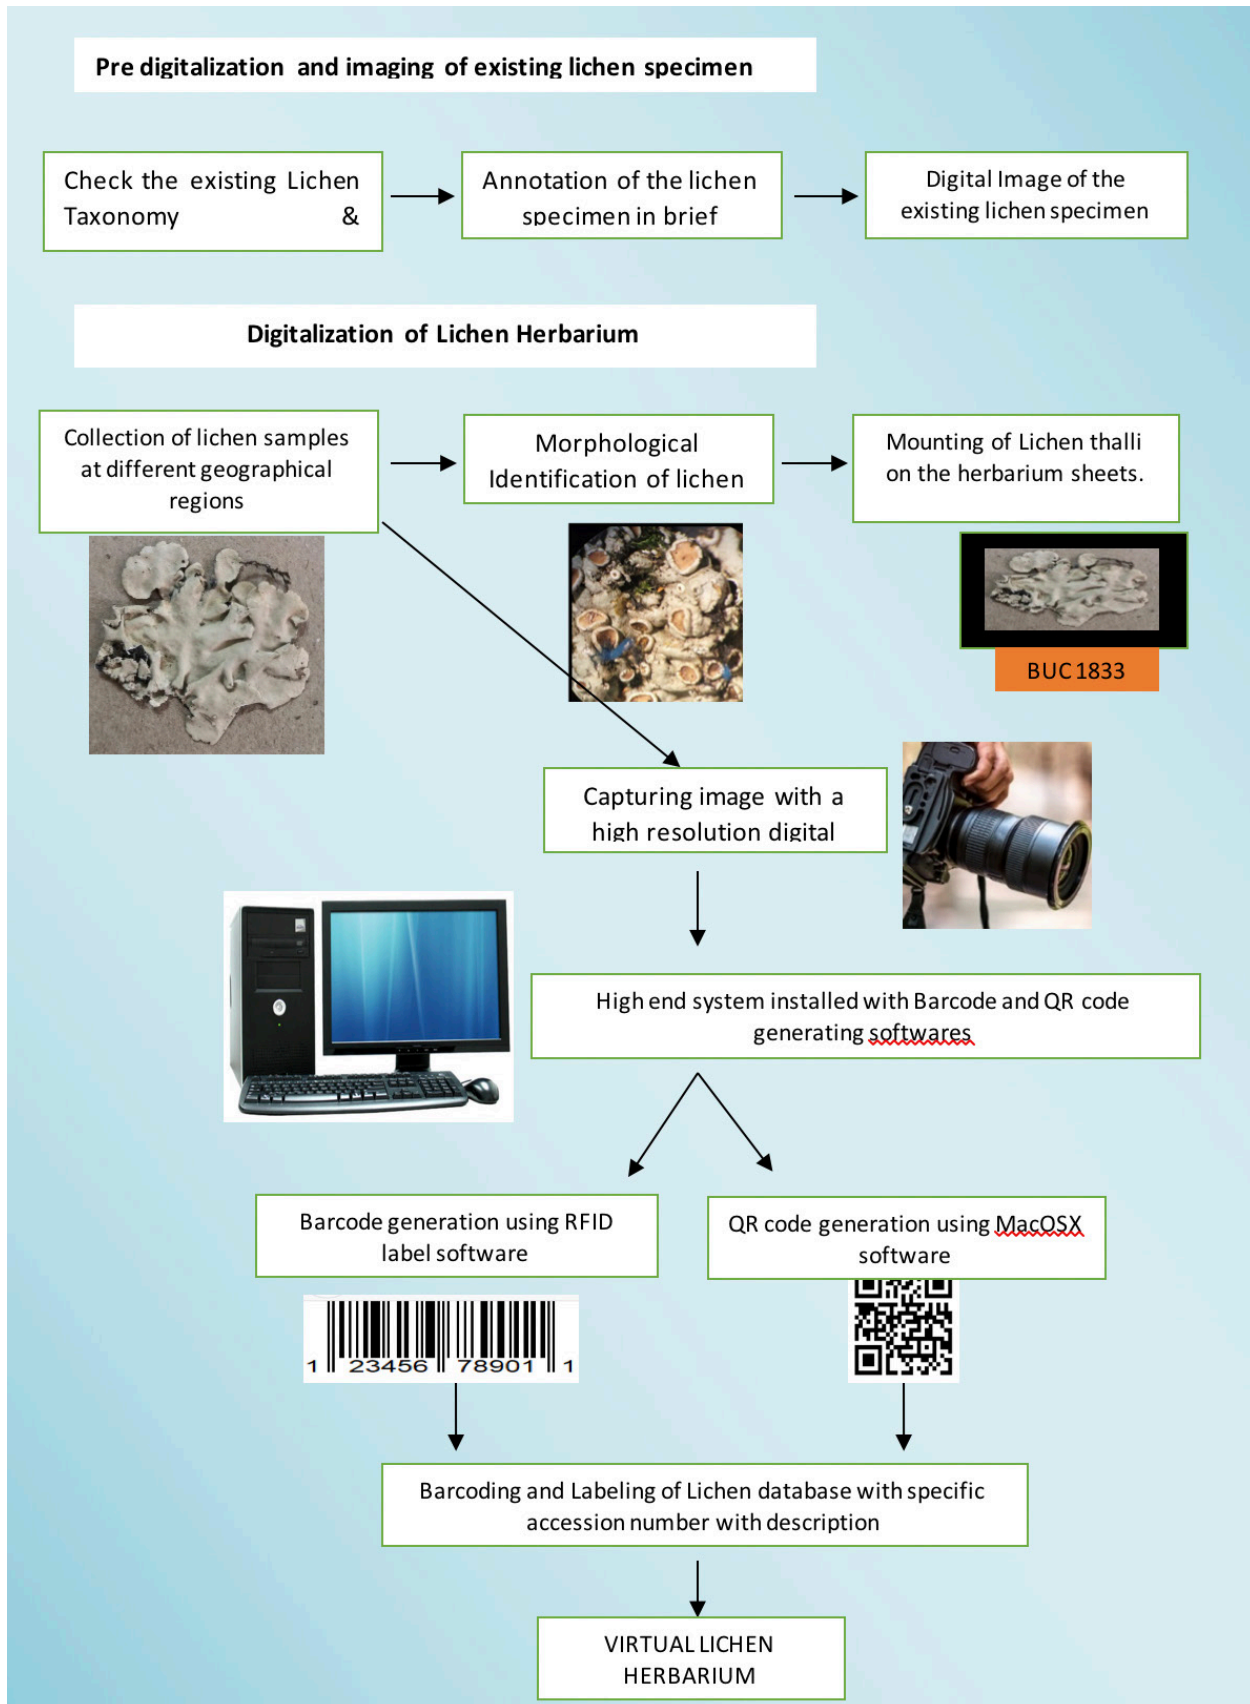 Pre digitalization and imaging of existing lichen specimen
Check the existing Lichen
Taxonomy &
Annotation of the lichen
specimen in brief
Digital Image of the
existing lichen specimen
Digitalization of Lichen Herbarium
Collection of lichen samples
at different geographical
regions
Morphological
Identification of lichen
Mounting of Lichen thalli
on the herbarium sheets.
BUC 1833
Capturing image with a
high resolution digital
High end system installed with Barcode and QR code
generating softwares
Barcode generation using RFID
label software
QR code generation using MacOSX
software
1 23456 78901 1
Barcoding and Labeling of Lichen database with specific
accession number with description
VIRTUAL LICHEN
HERBARIUM